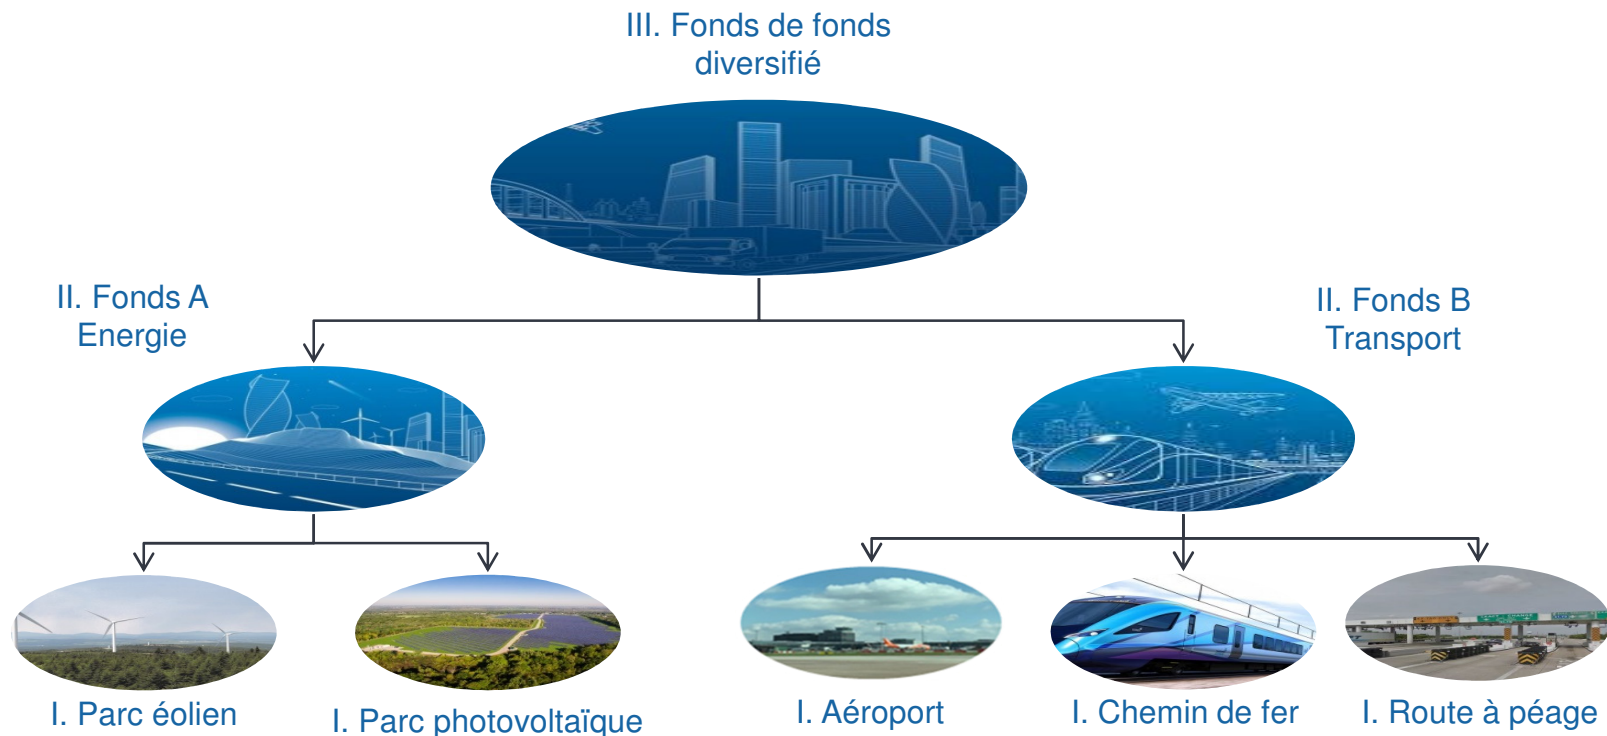 III. Fonds de fonds
diversifié
II. Fonds A
Energie
II. Fonds B
Transport
I. Parc éolien
I. Parc photovoltaïque
I. Aéroport
I. Chemin de fer
I. Route à péage